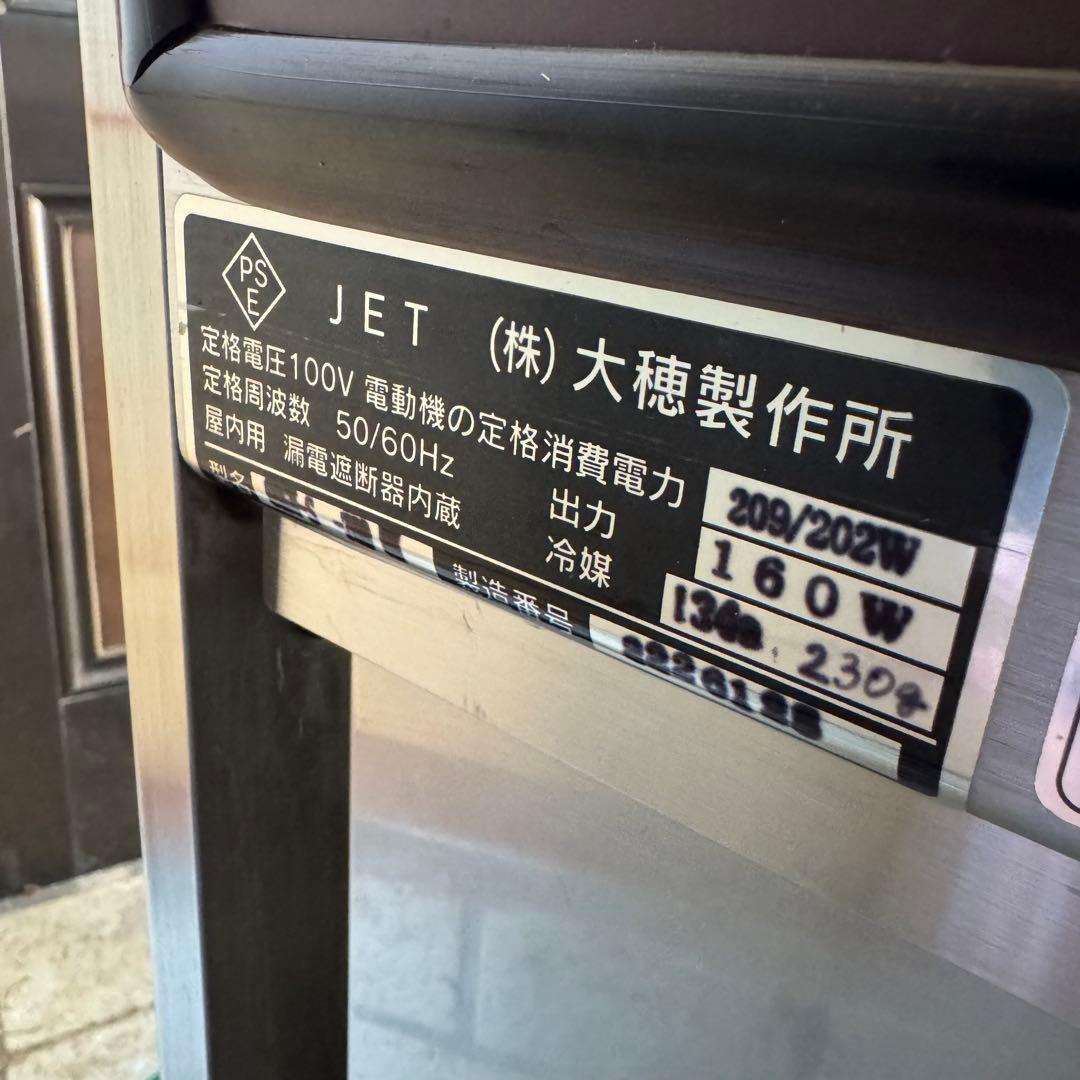 PSE JET (株)大穂製作所
定格電圧100V 電動機の定格消費電力 209/202W
定格周波数 50/60Hz 出力 160W
屋内用 漏電遮断器内蔵 冷媒 134a 230g
型名
製造番号